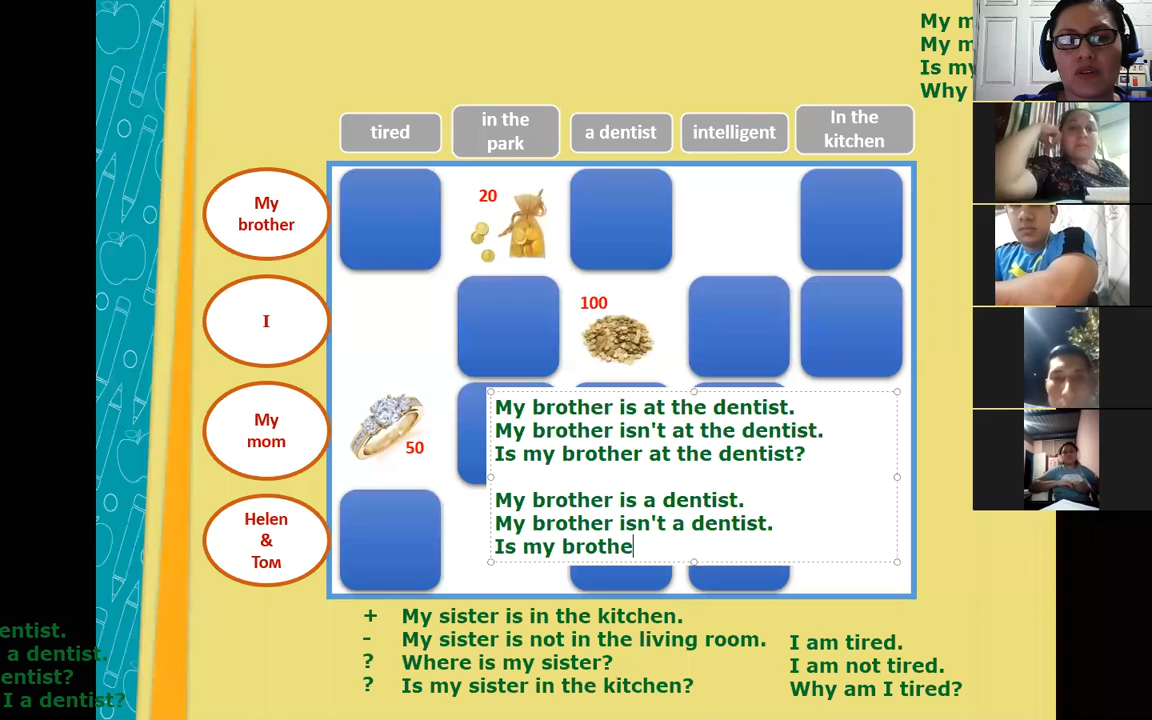 My m
My m
Is my
Why
tired
in the
park
a dentist
intelligent
In the
kitchen
My
brother
20
I
100
My
mom
50
My brother is at the dentist.
My brother isn't at the dentist.
Is my brother at the dentist?
My brother is a dentist.
My brother isn't a dentist.
Is my brothe
Helen
&
Tom
+ My sister is in the kitchen.
- My sister is not in the living room.
? Where is my sister?
? Is my sister in the kitchen?
I am tired.
I am not tired.
Why am I tired?
entist.
a dentist.
entist?
I a dentist?